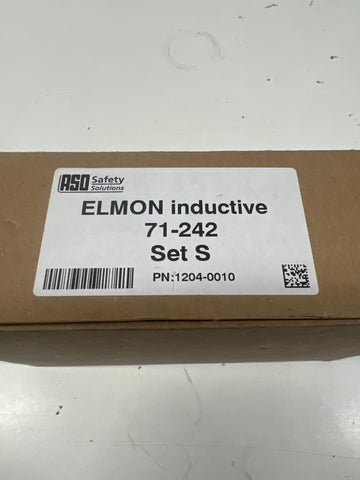 ASO Safety
Solutions
ELMON inductive
71-242
Set S
PN:1204-0010